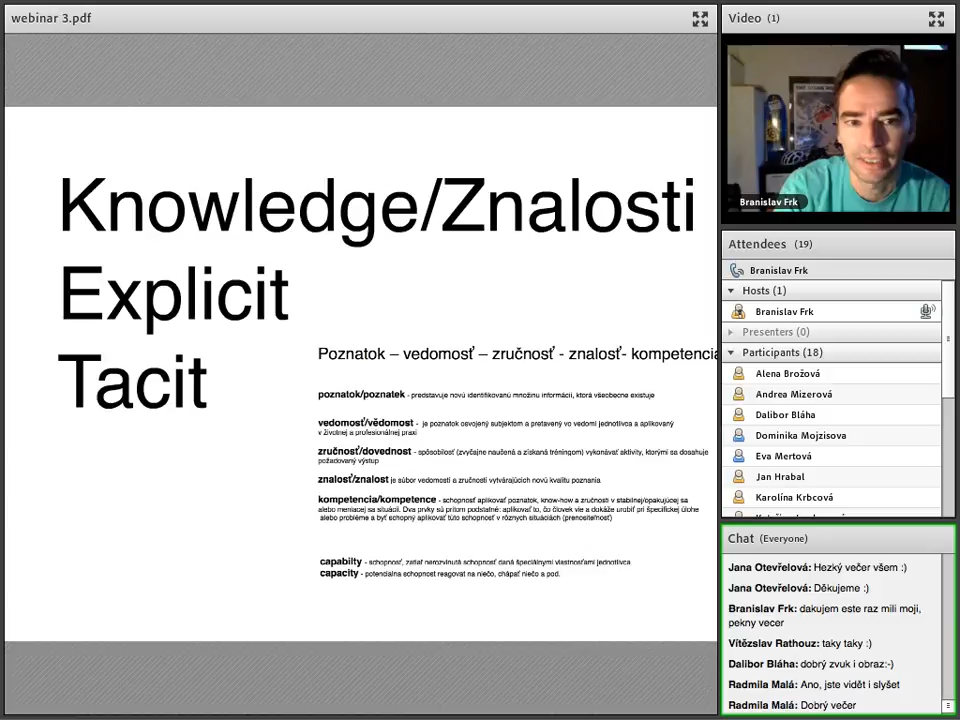 webinar 3.pdf
Knowledge/Znalosti
Explicit
Tacit
Poznatok – vedomosť – zručnosť - znalosť- kompetencia
poznatok/poznatek - predstavuje novú identifikovanú množinu informácii, ktorá všeobecne existuje
vedomosť/vědomost - je poznatok osvojený subjektom a pretavený vo vedomí jednotlivca a aplikovaný
v životnej a profesionálnej praxi
zručnosť/dovednost - spôsobilosť (zvyčajne naučená a získaná tréningom) vykonávať aktivity, ktorými sa dosahuje
požadovaný výstup
znalosť/znalost je súbor vedomostí a zručností vytvárajúcich novú kvalitu poznania
kompetencia/kompetence - schopnosť aplikovať poznatok, know-how a zručnosti v stabilnej/opakujúcej sa
alebo meniacej sa situácii. Dva prvky sú pritom podstatné: aplikovať to, čo človek vie a dokáže urobiť pri špecifickej úlohe
alebo probléme a byť schopný aplikovať túto schopnosť v rôznych situáciách (prenositeľnosť)
capabilty - schopnosť, zatiaľ nerozvinutá schopnosť daná špeciálnymi vlastnosťami jednotlivca
capacity - potencialna schopnet reagovat na niečo, chápať niečo a pod.
Video (1)
THE STARK
Branislav Frk
Attendees (19)
Branislav Frk
Hosts (1)
Branislav Frk
Presenters (0)
Participants (18)
Alena Brožová
Andrea Mizerová
Dalibor Bláha
Dominika Mojzisova
Eva Mertová
Jan Hrabal
Karolína Krbcová
Chat (Everyone)
Jana Otevřelová: Hezký večer všem :)
Jana Otevřelová: Děkujeme :)
Branislav Frk: dakujem este raz mili moji,
pekny vecer
Vítězslav Rathouz: taky taky :)
Dalibor Bláha: dobrý zvuk i obraz:-)
Radmila Malá: Ano, jste vidět i slyšet
Radmila Malá: Dobrý večer